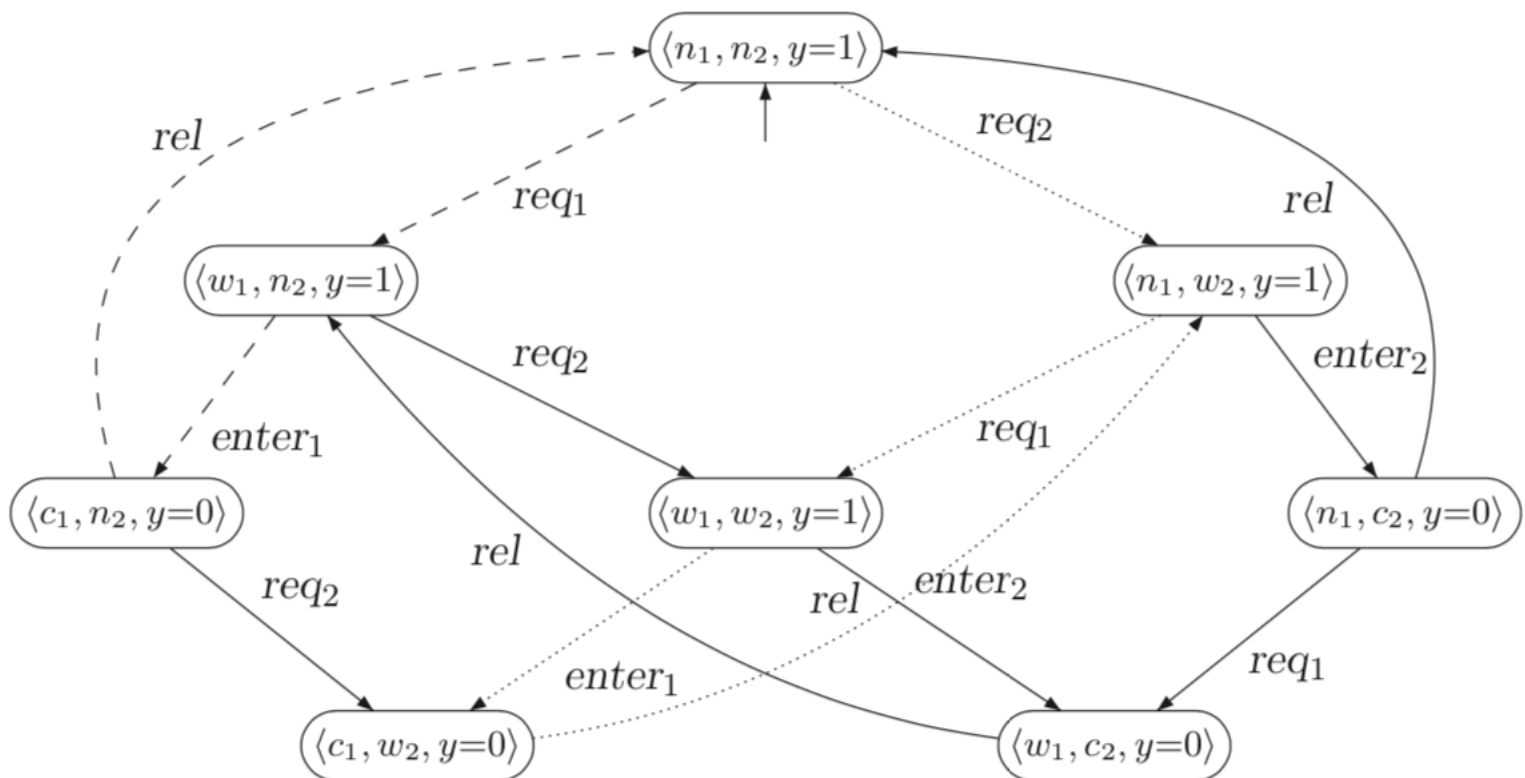 ⟨n₁, n₂, y=1⟩
rel
req₂
req₁
rel
⟨w₁, n₂, y=1⟩
⟨n₁, w₂, y=1⟩
req₂
enter₂
enter₁
req₁
⟨c₁, n₂, y=0⟩
⟨w₁, w₂, y=1⟩
⟨n₁, c₂, y=0⟩
rel
req₂
rel
enter₂
enter₁
req₁
⟨c₁, w₂, y=0⟩
⟨w₁, c₂, y=0⟩